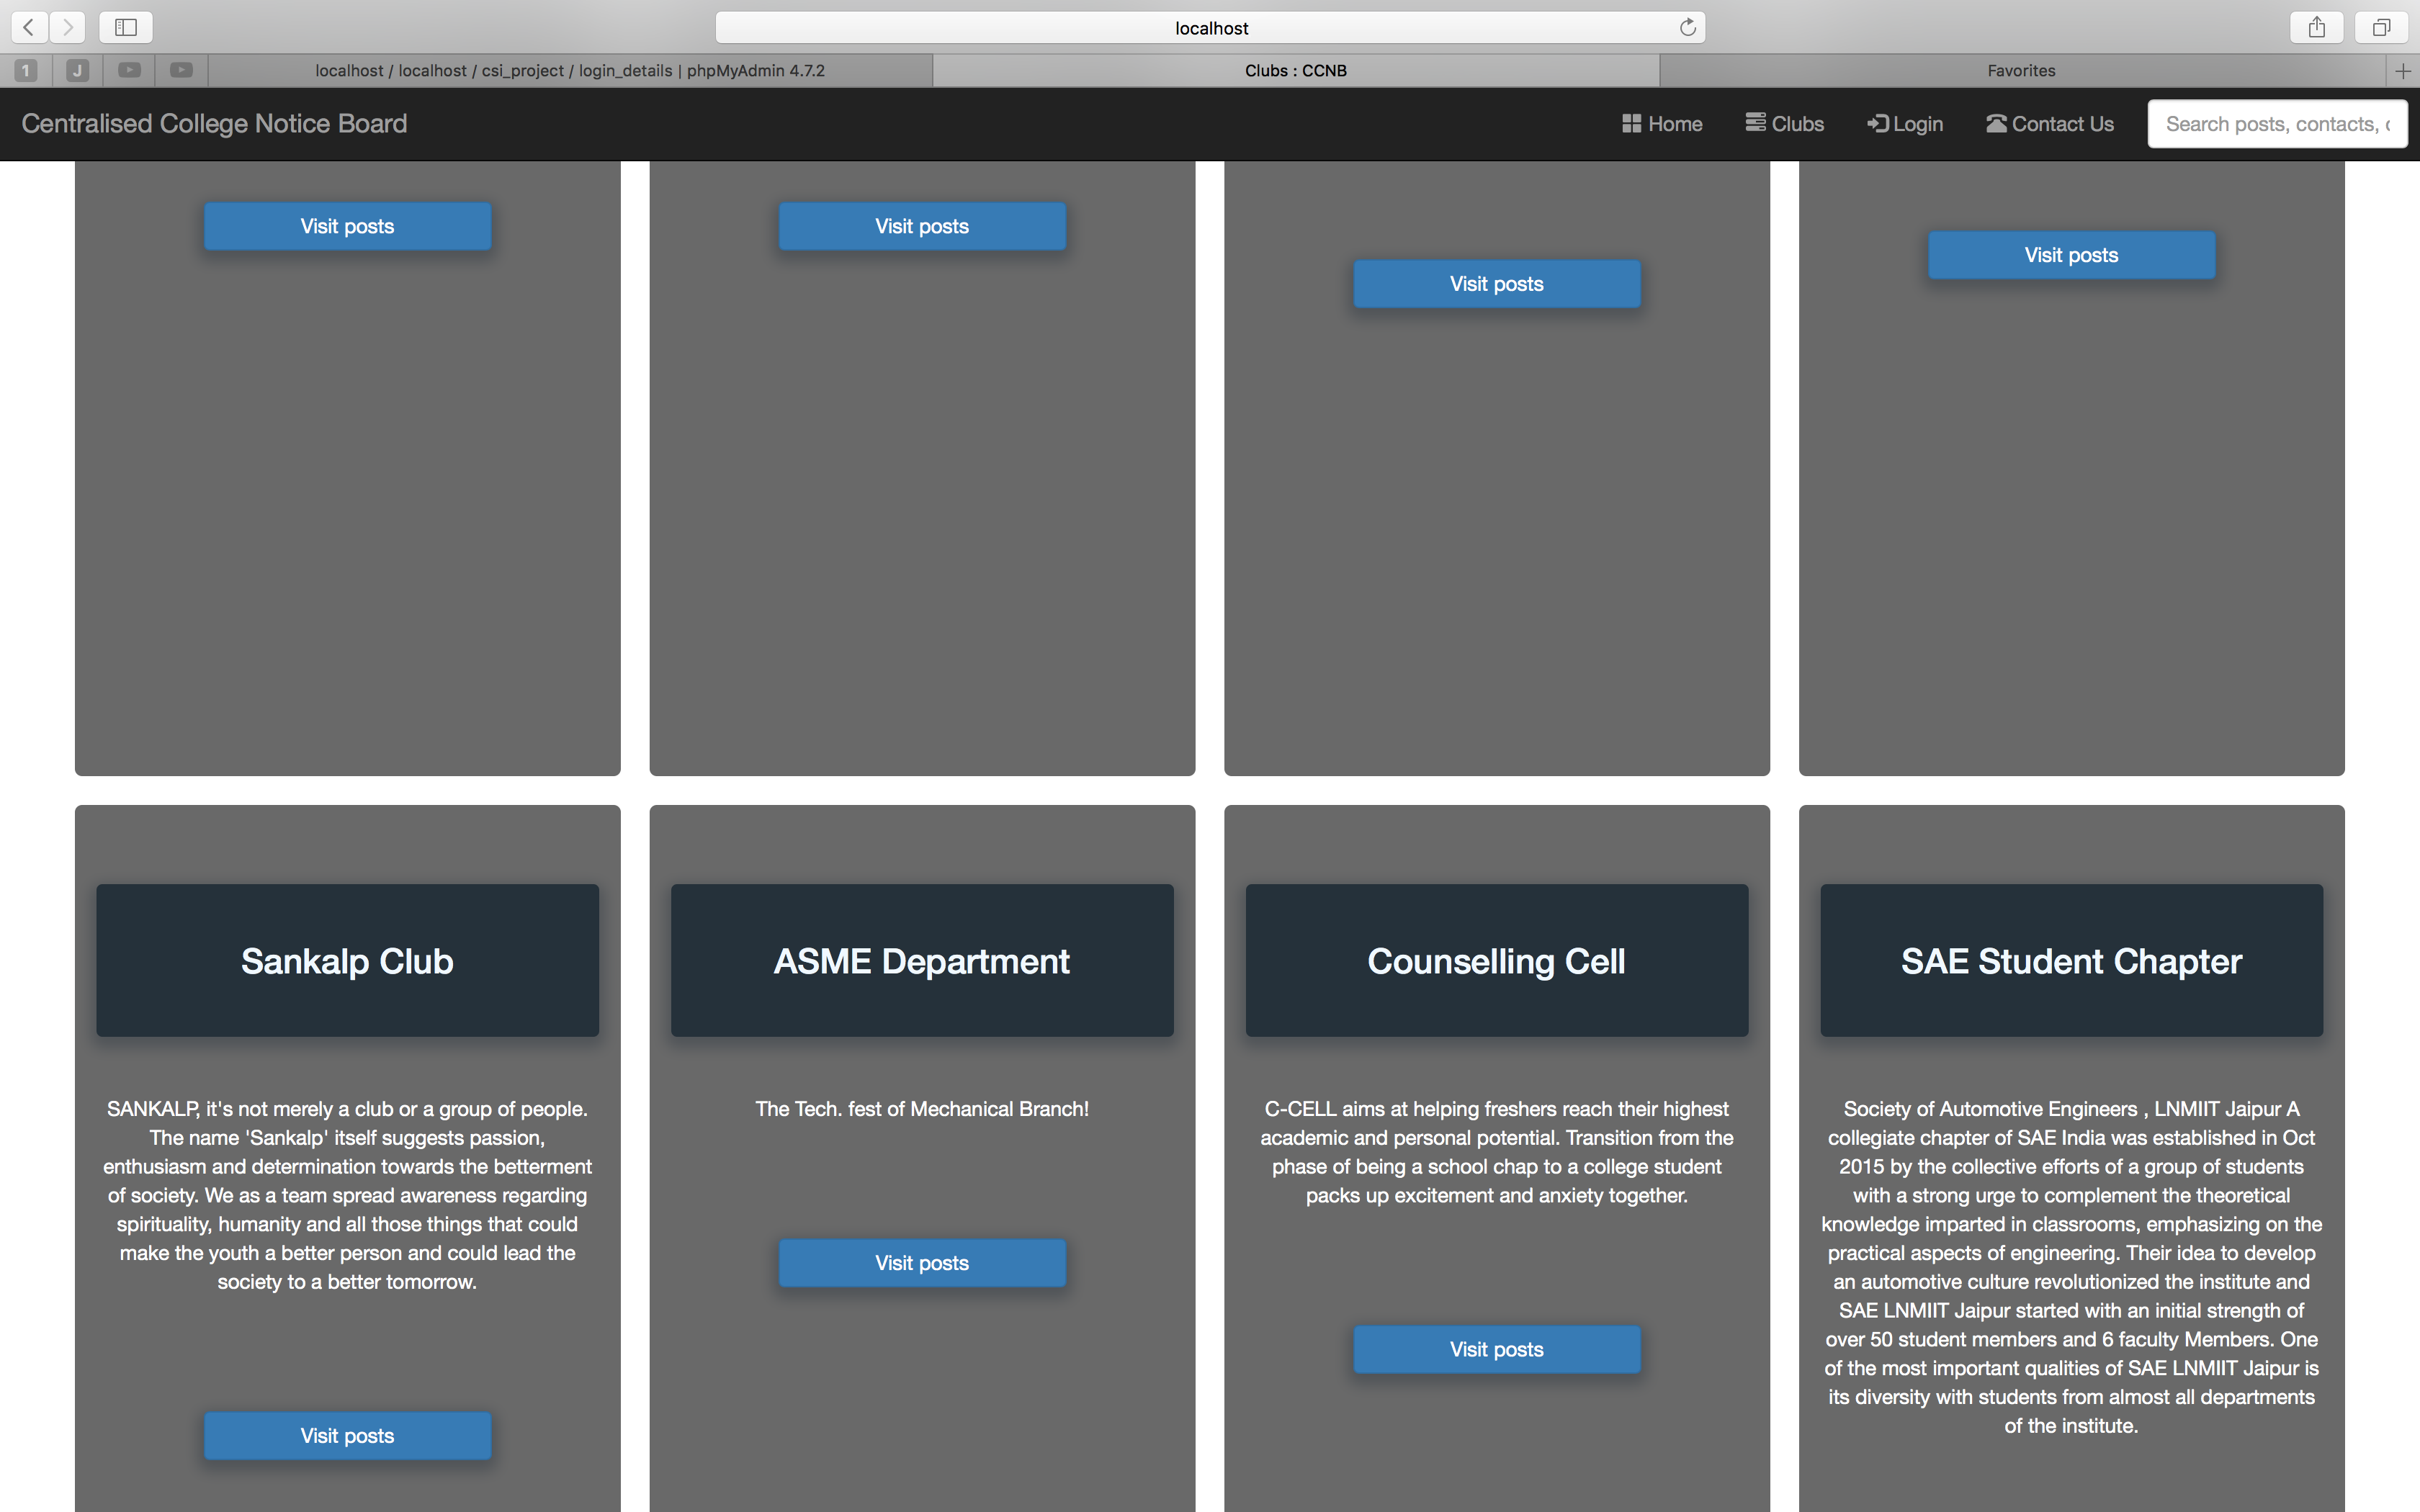 localhost
1
J
localhost / localhost / csi_project / login_details | phpMyAdmin 4.7.2
Clubs : CCNB
Favorites
Centralised College Notice Board
Home
Clubs
Login
Contact Us
Search posts, contacts,
Visit posts
Visit posts
Visit posts
Visit posts
Sankalp Club
SANKALP, it's not merely a club or a group of people.
The name 'Sankalp' itself suggests passion,
enthusiasm and determination towards the betterment
of society. We as a team spread awareness regarding
spirituality, humanity and all those things that could
make the youth a better person and could lead the
society to a better tomorrow.
Visit posts
ASME Department
The Tech. fest of Mechanical Branch!
Visit posts
Counselling Cell
C-CELL aims at helping freshers reach their highest
academic and personal potential. Transition from the
phase of being a school chap to a college student
packs up excitement and anxiety together.
Visit posts
SAE Student Chapter
Society of Automotive Engineers , LNMIIT Jaipur A
collegiate chapter of SAE India was established in Oct
2015 by the collective efforts of a group of students
with a strong urge to complement the theoretical
knowledge imparted in classrooms, emphasizing on the
practical aspects of engineering. Their idea to develop
an automotive culture revolutionized the institute and
SAE LNMIIT Jaipur started with an initial strength of
over 50 student members and 6 faculty Members. One
of the most important qualities of SAE LNMIIT Jaipur is
its diversity with students from almost all departments
of the institute.